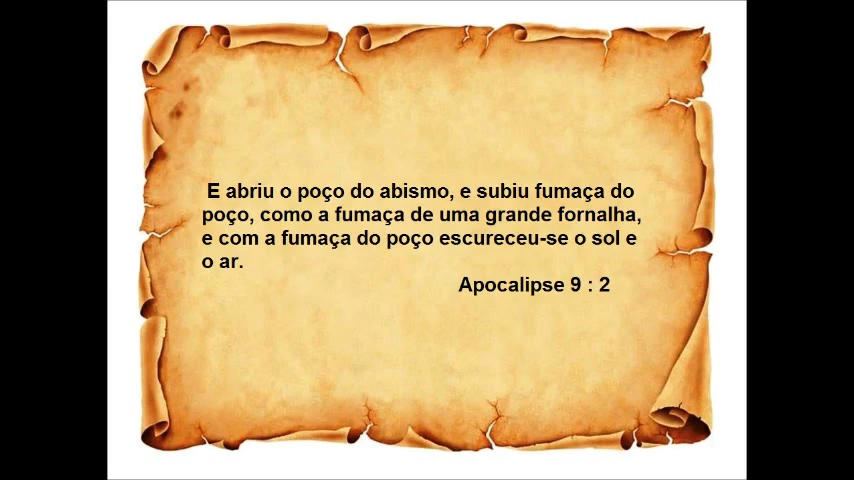 E abriu o poço do abismo, e subiu fumaça do
poço, como a fumaça de uma grande fornalha,
e com a fumaça do poço escureceu-se o sol e
o ar.
Apocalipse 9 : 2